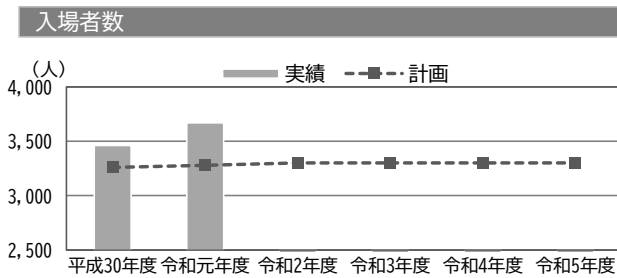 入場者数
（人）
実績 計画
4,000
3,500
3,000
2,500
平成30年度 令和元年度 令和2年度 令和3年度 令和4年度 令和5年度